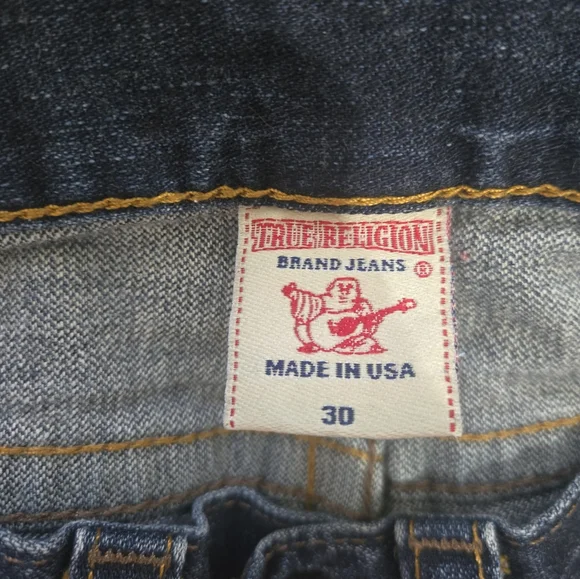 TRUE RELIGION
BRAND JEANS ®
MADE IN USA
30